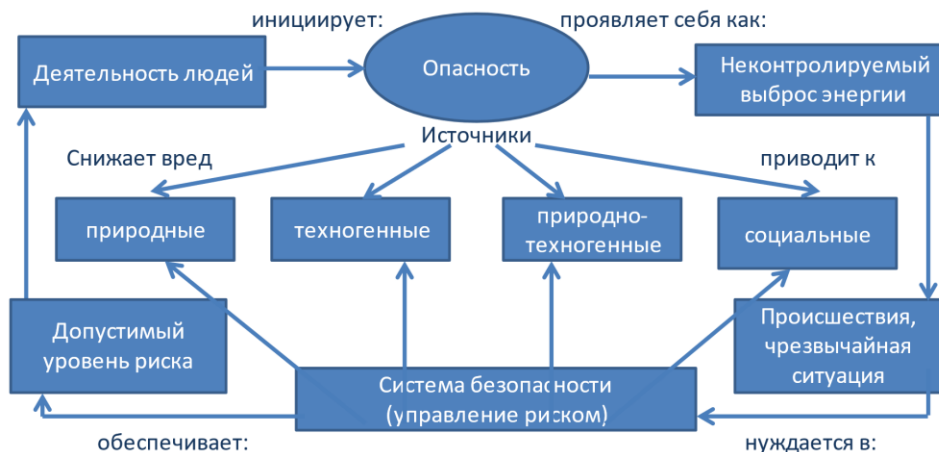 инициирует:
проявляет себя как:
Деятельность людей
Опасность
Неконтролируемый
выброс энергии
Источники
Снижает вред
приводит к
природные
техногенные
природно-
техногенные
социальные
Допустимый
уровень риска
Происшествия,
чрезвычайная
ситуация
Система безопасности
(управление риском)
обеспечивает:
нуждается в: